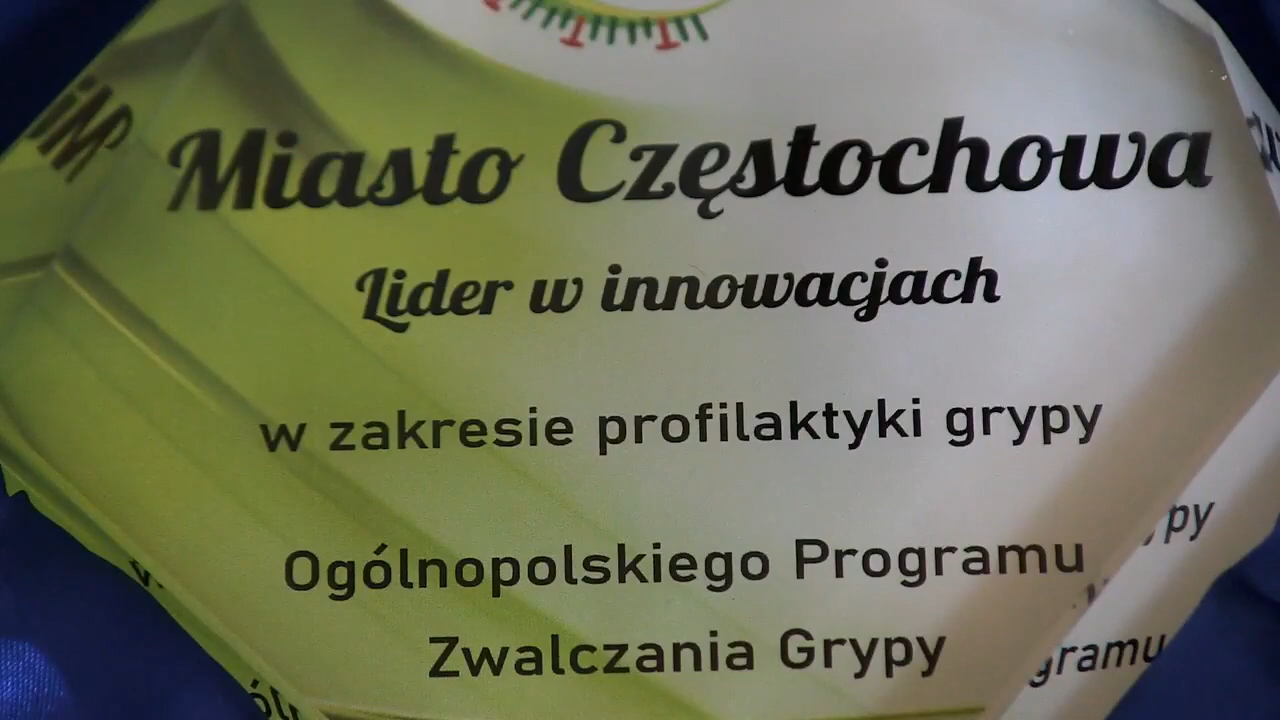 Miasto Częstochowa
Lider w innowacjach
w zakresie profilaktyki grypy
Ogólnopolskiego Programu
Zwalczania Grypy